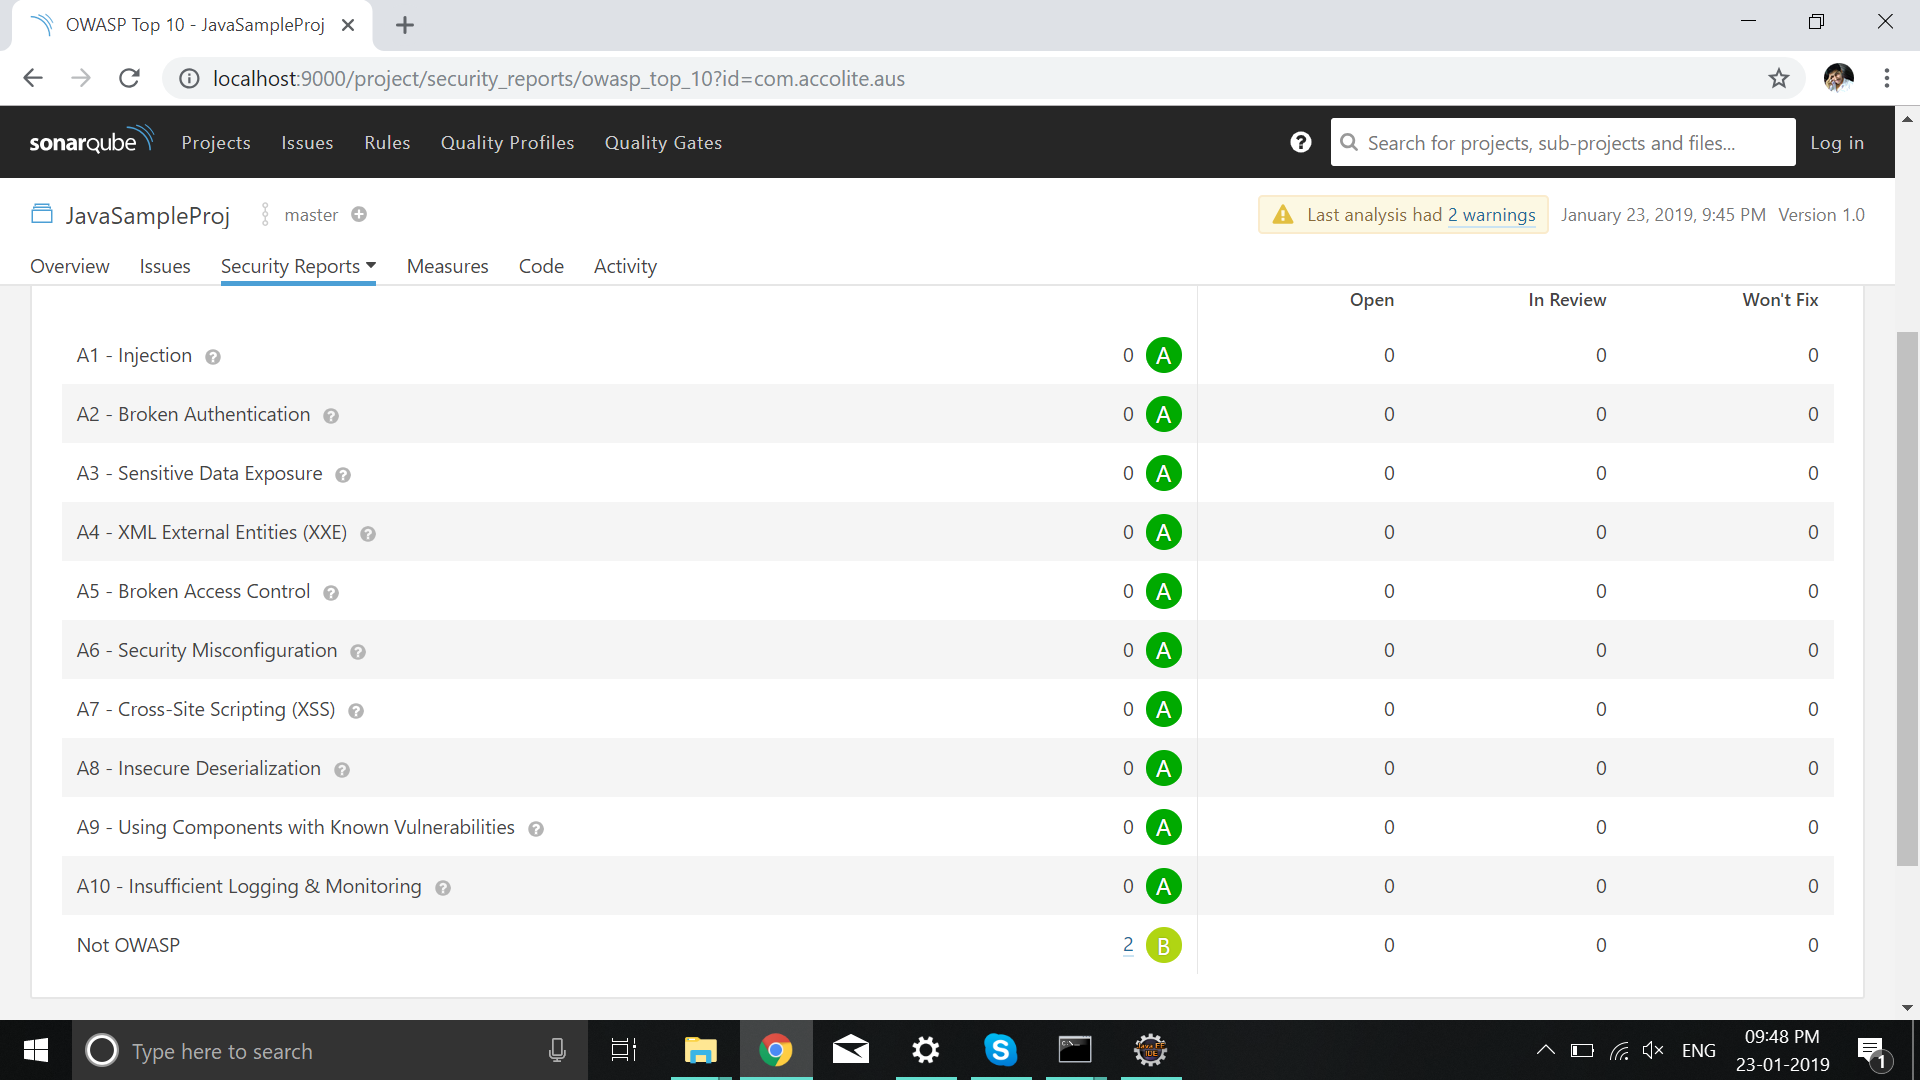 OWASP Top 10 - JavaSampleProj
localhost:9000/project/security_reports/owasp_top_10?id=com.accolite.aus
sonarqube Projects Issues Rules Quality Profiles Quality Gates ? Search for projects, sub-projects and files... Log in
JavaSampleProj master Last analysis had 2 warnings January 23, 2019, 9:45 PM Version 1.0
Overview Issues Security Reports Measures Code Activity
Open In Review Won't Fix
A1 - Injection ? 0 A 0 0 0
A2 - Broken Authentication ? 0 A 0 0 0
A3 - Sensitive Data Exposure ? 0 A 0 0 0
A4 - XML External Entities (XXE) ? 0 A 0 0 0
A5 - Broken Access Control ? 0 A 0 0 0
A6 - Security Misconfiguration ? 0 A 0 0 0
A7 - Cross-Site Scripting (XSS) ? 0 A 0 0 0
A8 - Insecure Deserialization ? 0 A 0 0 0
A9 - Using Components with Known Vulnerabilities ? 0 A 0 0 0
A10 - Insufficient Logging & Monitoring ? 0 A 0 0 0
Not OWASP 2 B 0 0 0
Type here to search
ENG
09:48 PM
23-01-2019
1